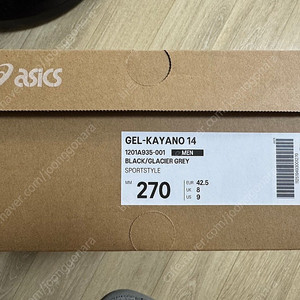 asics
GEL-KAYANO 14
1201A935-001 MEN
BLACK/GLACIER GREY
SPORTSTYLE
MM 270
EUR 42.5
UK 8
US 9